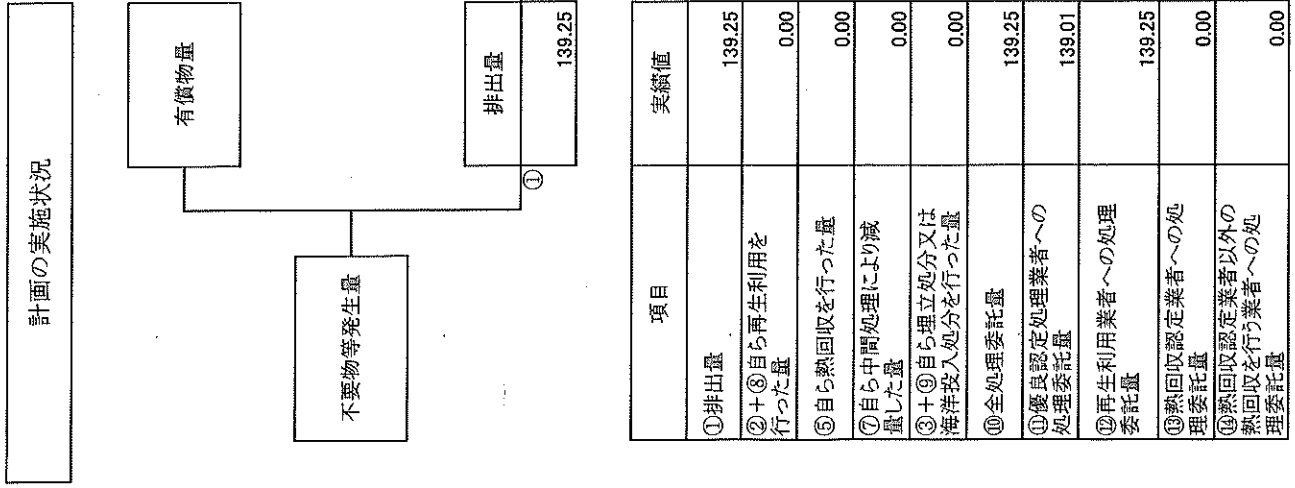 計画の実施状況
有償物量
不要物等発生量
排出量
①
139.25
項目
実績値
①排出量
139.25
②+⑧自ら再生利用を
行った量
0.00
⑤自ら熱回収を行った量
0.00
⑦自ら中間処理により減
量した量
0.00
③+⑨自ら埋立処分又は
海洋投入処分を行った量
0.00
⑩全処理委託量
139.25
⑪優良認定処理業者への
処理委託量
139.01
⑫再生利用業者への処理
委託量
139.25
⑬熱回収認定業者への処
理委託量
0.00
⑭熱回収認定業者以外の
熱回収を行う業者への処
理委託量
0.00